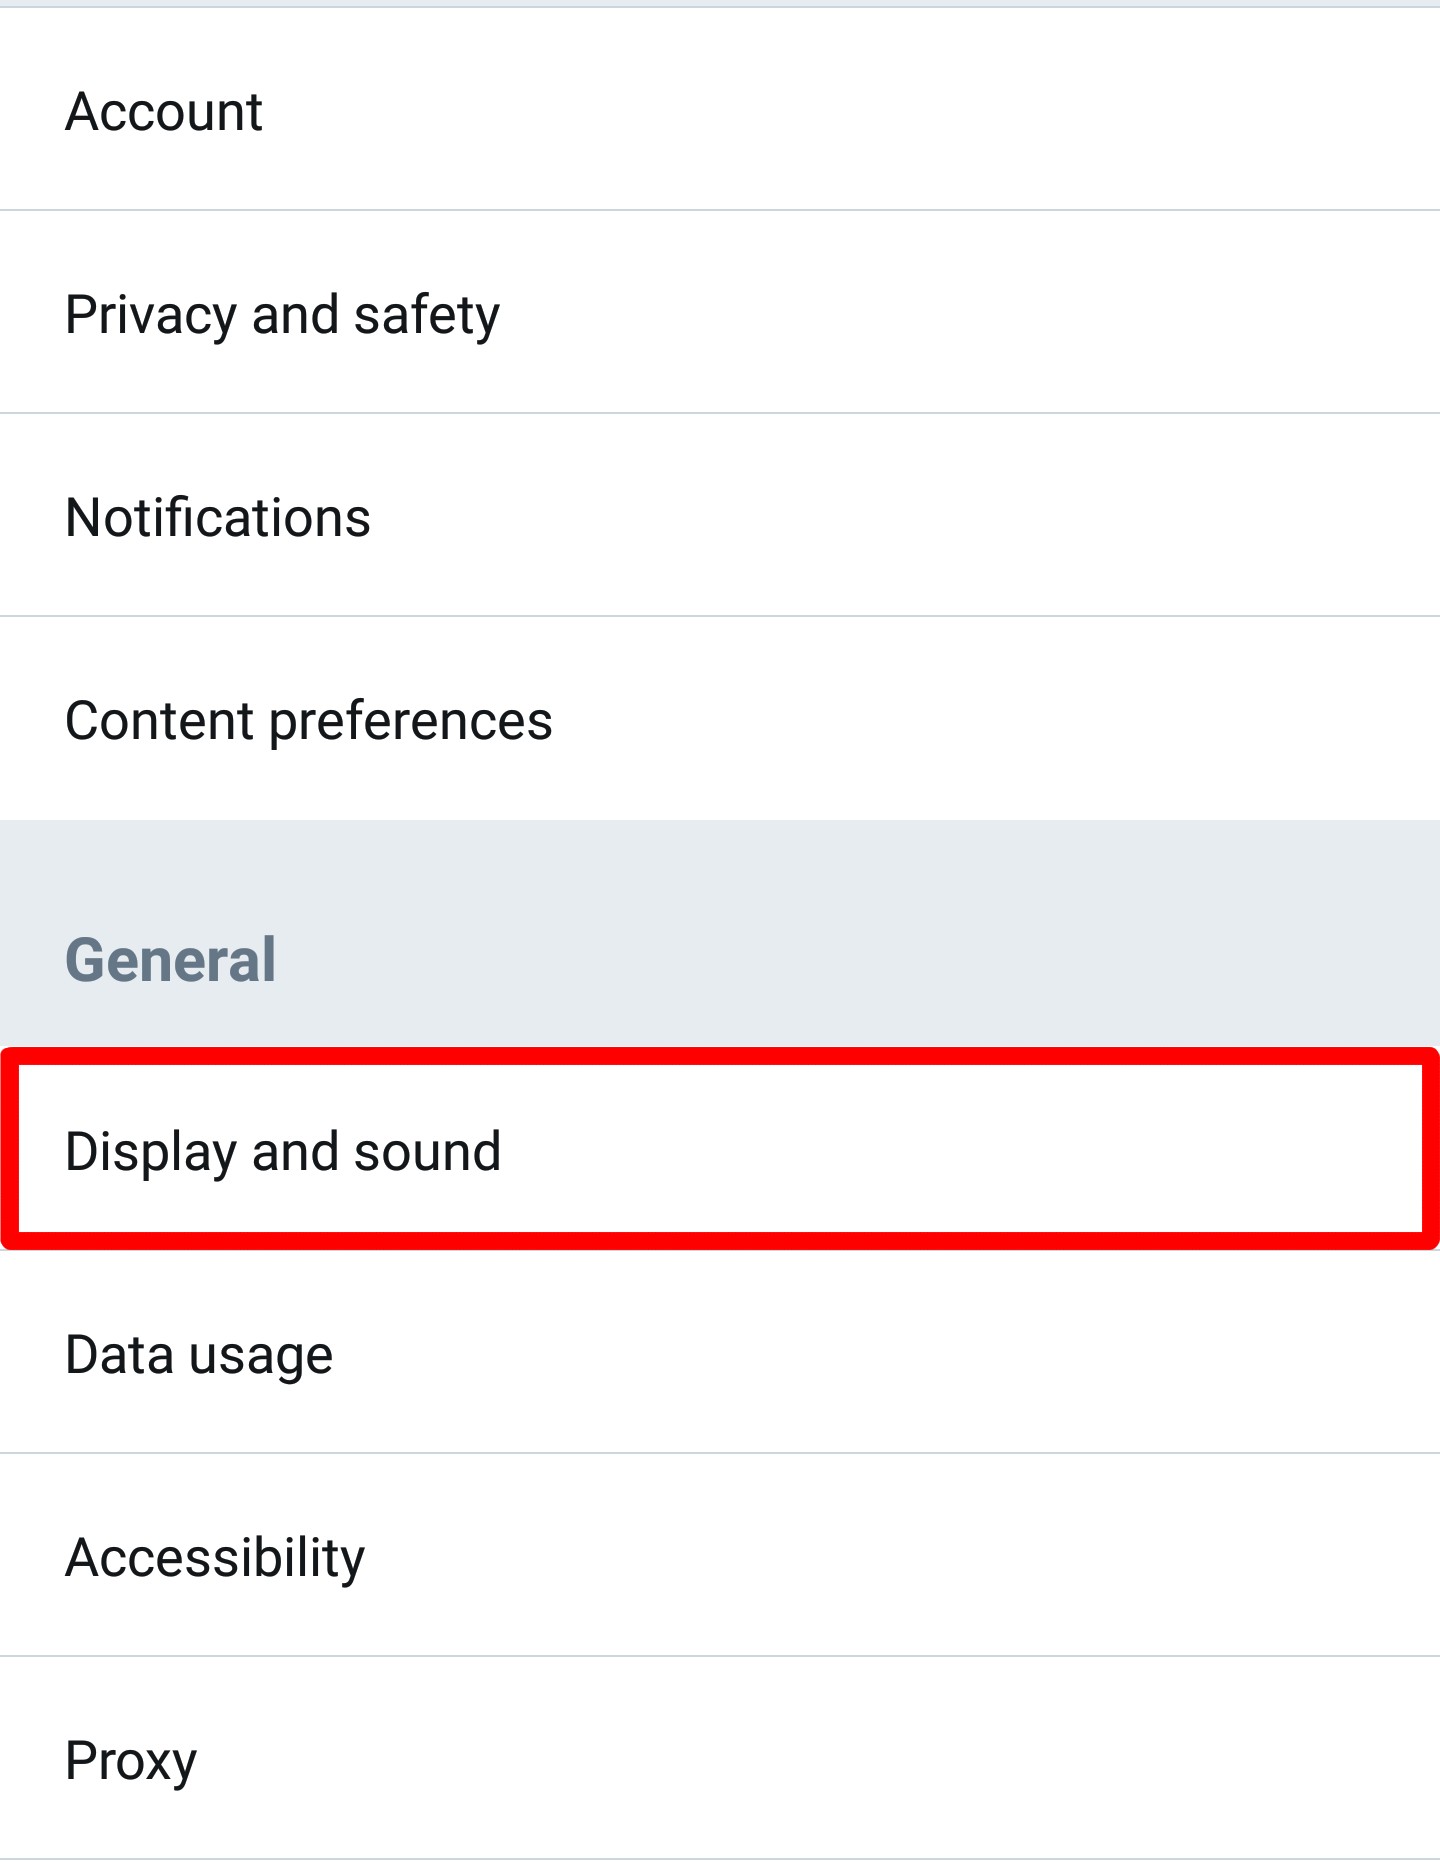 Account
Privacy and safety
Notifications
Content preferences
General
Display and sound
Data usage
Accessibility
Proxy